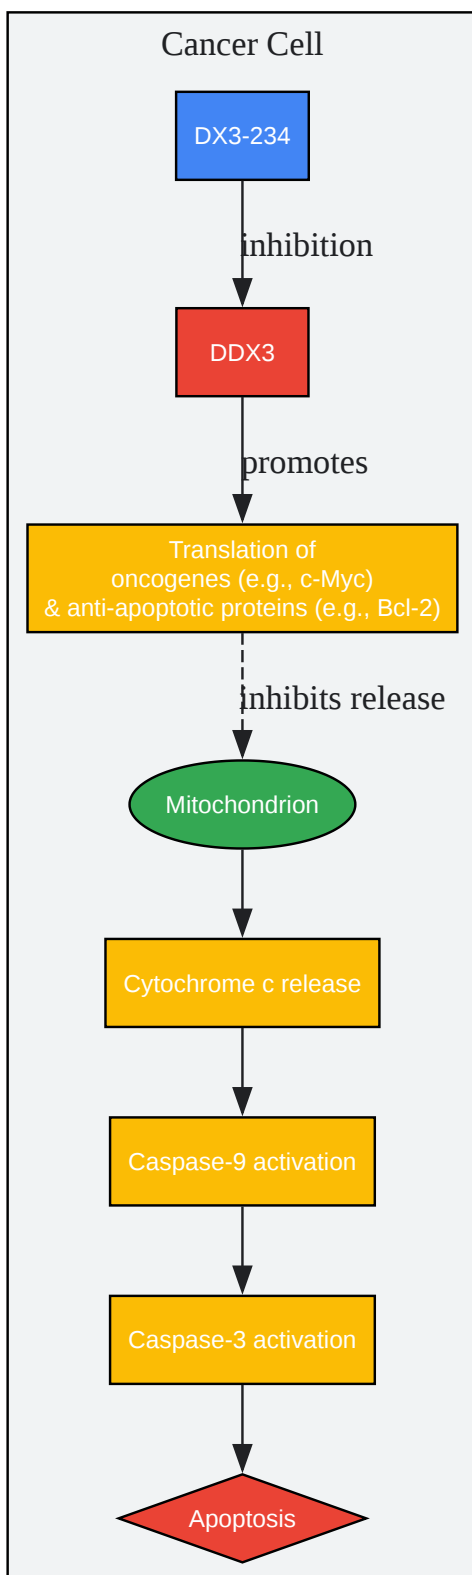 Cancer Cell
DX3-234
inhibition
DDX3
promotes
Translation of
oncogenes (e.g., c-Myc)
& anti-apoptotic proteins (e.g., Bcl-2)
inhibits release
Mitochondrion
Cytochrome c release
Caspase-9 activation
Caspase-3 activation
Apoptosis